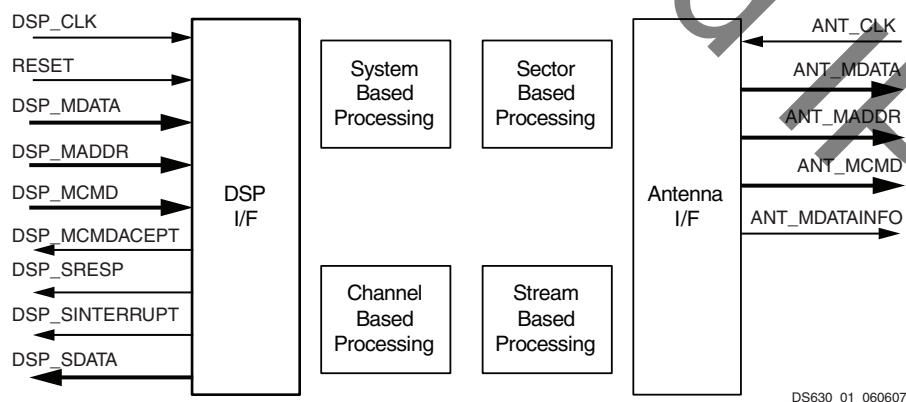 DSP_CLK
RESET
DSP_MDATA
DSP_MADDR
DSP_MCMD
DSP_MCMDACEPT
DSP_SRESP
DSP_SINTERRUPT
DSP_SDATA
DSP
I/F
System
Based
Processing
Sector
Based
Processing
Channel
Based
Processing
Stream
Based
Processing
Antenna
I/F
ANT_CLK
ANT_MDATA
ANT_MADDR
ANT_MCMD
ANT_MDATAINFO
DS630_01_060607